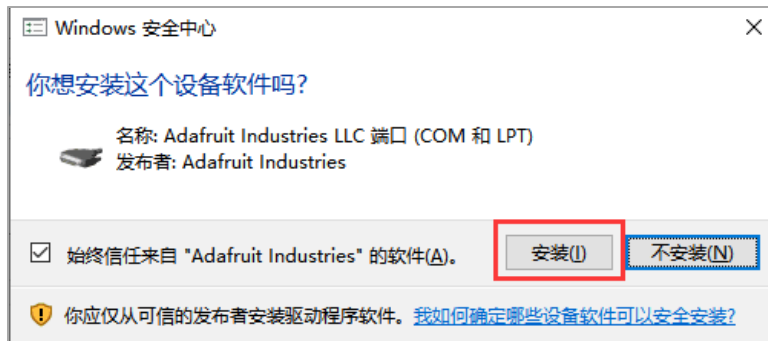 Windows 安全中心
你想安装这个设备软件吗?
名称: Adafruit Industries LLC 端口 (COM 和 LPT)
发布者: Adafruit Industries
始终信任来自 "Adafruit Industries" 的软件(A)。
安装(I)
不安装(N)
你应仅从可信的发布者安装驱动程序软件。我如何确定哪些设备软件可以安全安装?